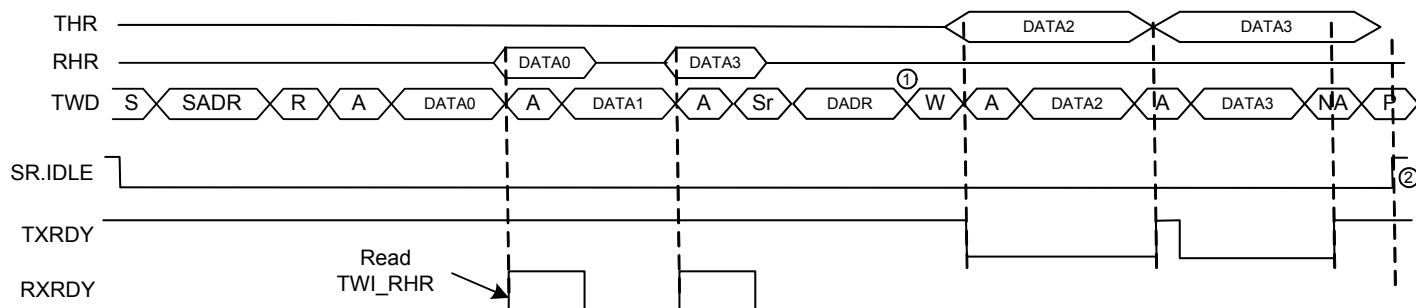 THR DATA2 DATA3
RHR DATA0 DATA3
①
TWD S SADR R A DATA0 A DATA1 A Sr DADR W A DATA2 A DATA3 NA P
SR.IDLE ②
TXRDY
Read
TWI_RHR
RXRDY